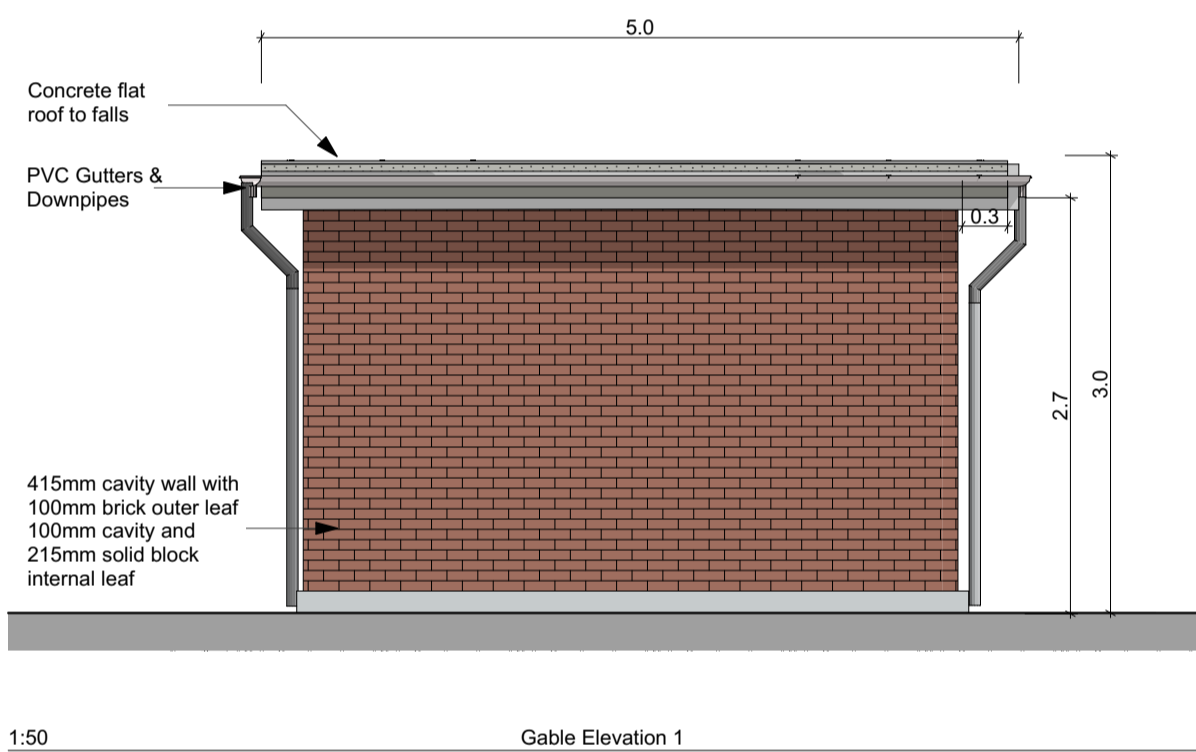 5.0
Concrete flat
roof to falls
PVC Gutters &
Downpipes
0.3
2.7
3.0
415mm cavity wall with
100mm brick outer leaf
100mm cavity and
215mm solid block
internal leaf
1:50
Gable Elevation 1